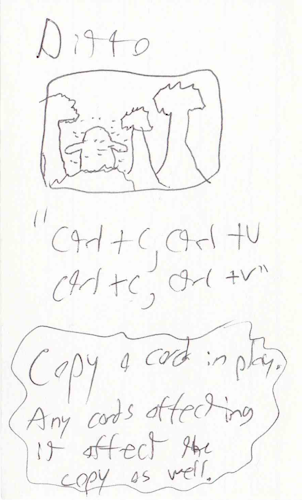 Ditto
"Ctrl+C, Ctrl+V
Ctrl+C, Ctrl+V"
Copy a card in play.
Any cards affecting
it affect the
copy as well.